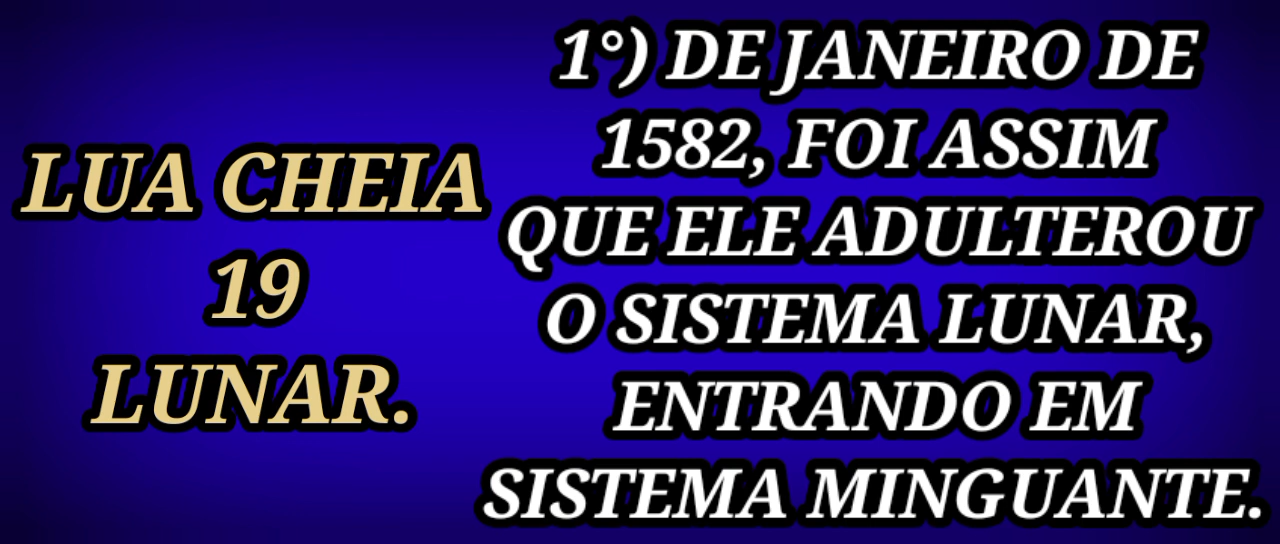 LUA CHEIA
19
LUNAR.
1°) DE JANEIRO DE
1582, FOI ASSIM
QUE ELE ADULTEROU
O SISTEMA LUNAR,
ENTRANDO EM
SISTEMA MINGUANTE.